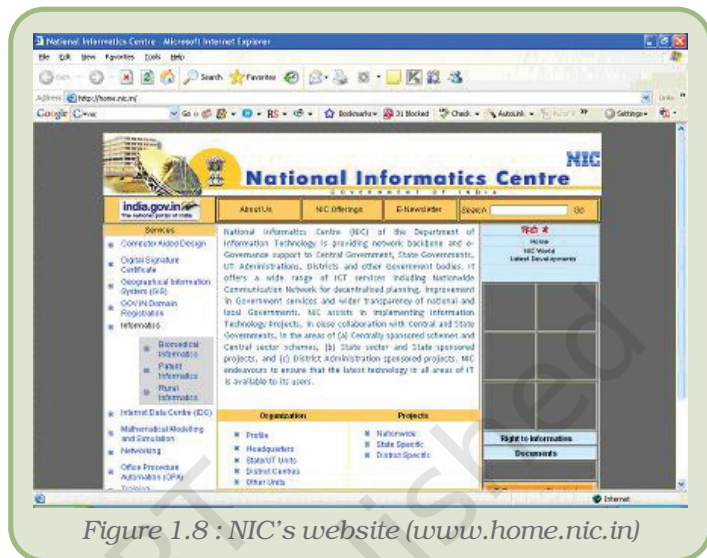 National Informatics Centre - Microsoft Internet Explorer
File Edit View Favorites Tools Help
Back Search Favorites
Address http://home.nic.in/ Links
Google Go Bookmarks 31 blocked Check AutoLink Settings
NIC
National Informatics Centre
GOVERNMENT OF INDIA
india.gov.in
The national portal of India
About Us NIC Offerings E-Newsletter Search Go
Services
Computer Aided Design
Digital Signature
Certificate
Geographical Information
System (GIS)
GOV.IN Domain
Registration
Informatics
Biomedical
Informatics
Patent
Informatics
Rural
Informatics
Internet Data Centre (IDC)
Mathematical Modelling
and Simulation
Networking
Office Procedure
Automation (OPA)
Training
National Informatics Centre (NIC) of the Department of
Information Technology is providing network backbone and e-
Governance support to Central Government, State Governments,
UT Administrations, Districts and other Government bodies. It
offers a wide range of ICT services including Nationwide
Communication Network for decentralised planning, improvement
in Government services and wider transparency of national and
local Governments. NIC assists in implementing Information
Technology Projects, in close collaboration with Central and State
Governments, in the areas of (a) Centrally sponsored schemes and
Central sector schemes, (b) State sector and State sponsored
projects, and (c) District Administration sponsored projects. NIC
endeavours to ensure that the latest technology in all areas of IT
is available to its users.
Organization
Profile
Headquarters
State/UT Units
District Centres
Other Units
Projects
Nationwide
State Specific
District Specific
हिंदी में
Home
NIC World
Latest Developments
Right to Information
Documents
Internet
Figure 1.8 : NIC's website (www.home.nic.in)